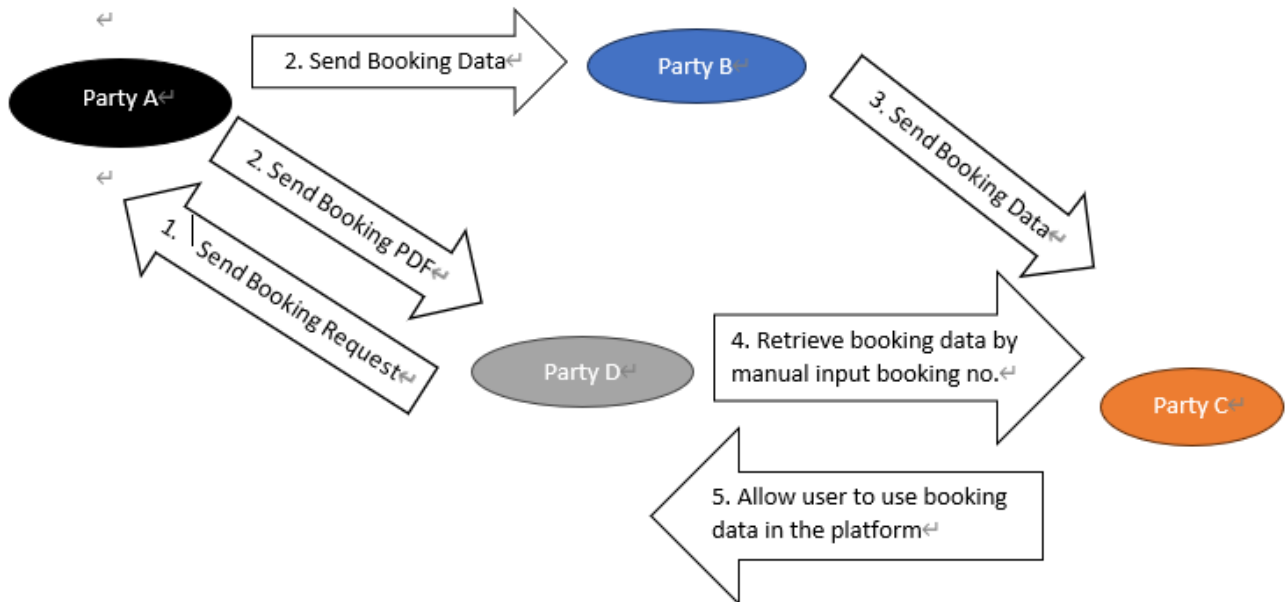 Party A
2. Send Booking Data
Party B
3. Send Booking Data
2. Send Booking PDF
1. Send Booking Request
Party D
4. Retrieve booking data by
manual input booking no.
Party C
5. Allow user to use booking
data in the platform